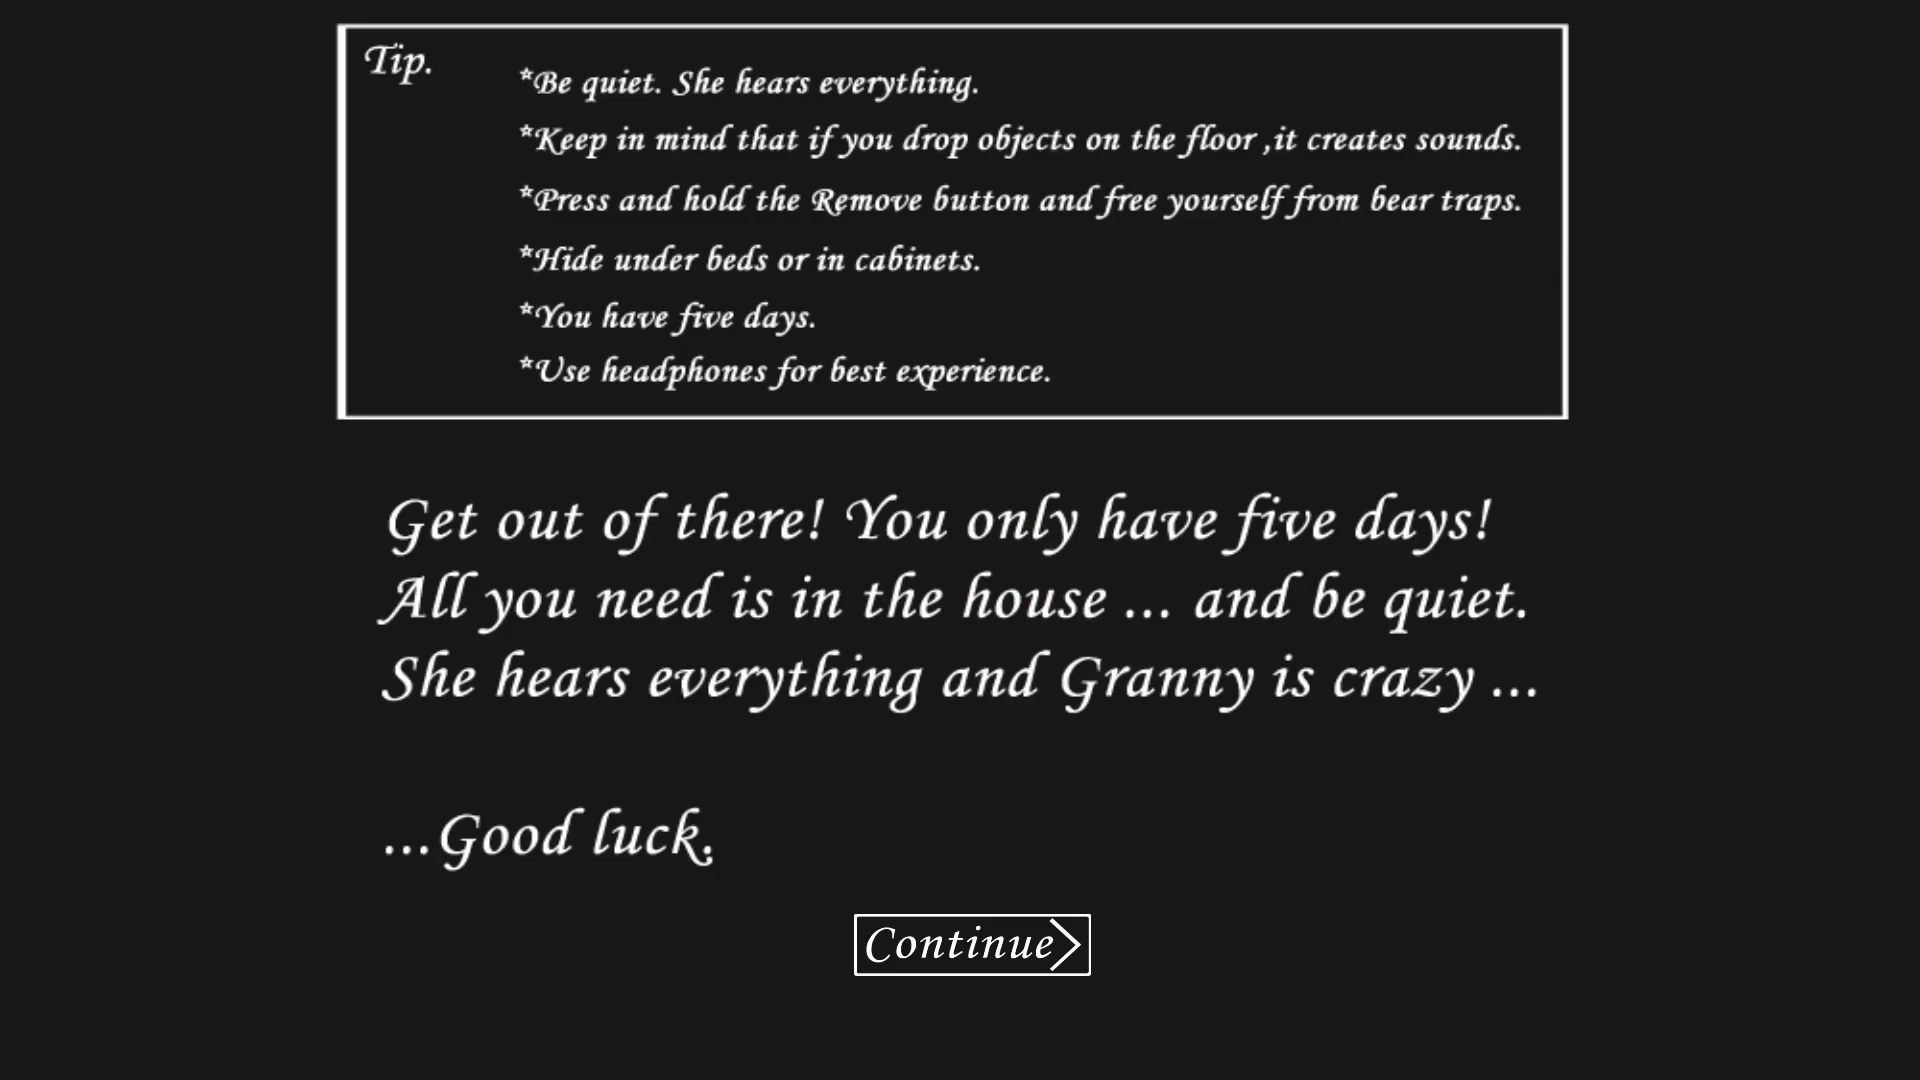 Tip.
*Be quiet. She hears everything.
*Keep in mind that if you drop objects on the floor ,it creates sounds.
*Press and hold the Remove button and free yourself from bear traps.
*Hide under beds or in cabinets.
*You have five days.
*Use headphones for best experience.
Get out of there! You only have five days!
All you need is in the house ... and be quiet.
She hears everything and Granny is crazy ...
...Good luck.
Continue